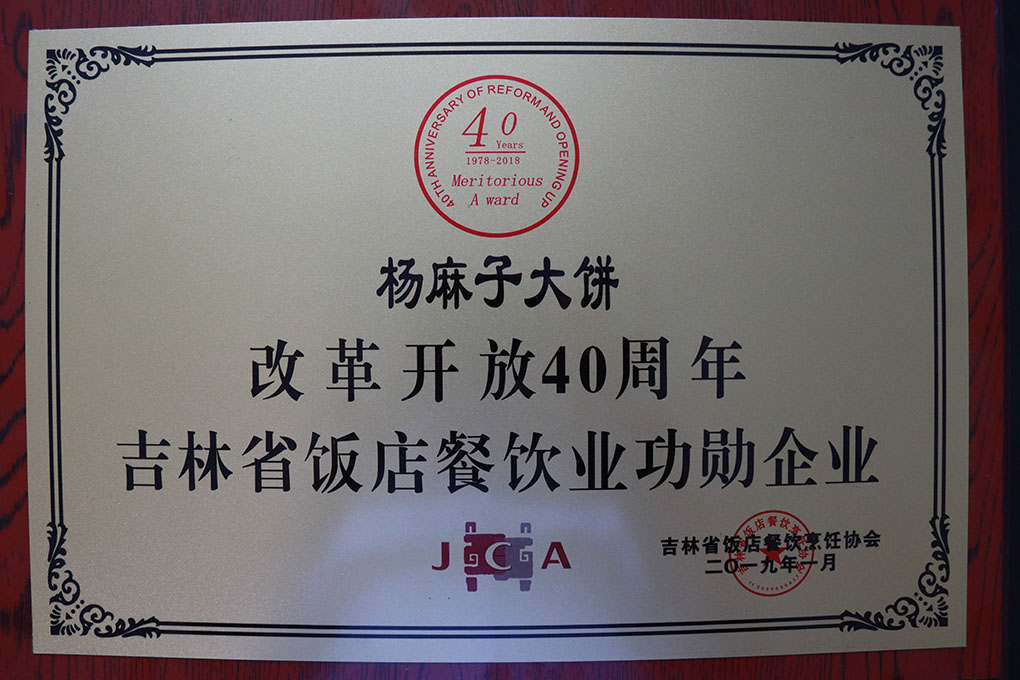 40TH ANNIVERSARY OF REFORM AND OPENING UP
40
Years
1978-2018
Meritorious
Award
杨麻子大饼
改革开放40周年
吉林省饭店餐饮业功勋企业
JCA
吉林省饭店餐饮烹饪协会
二〇一九年一月